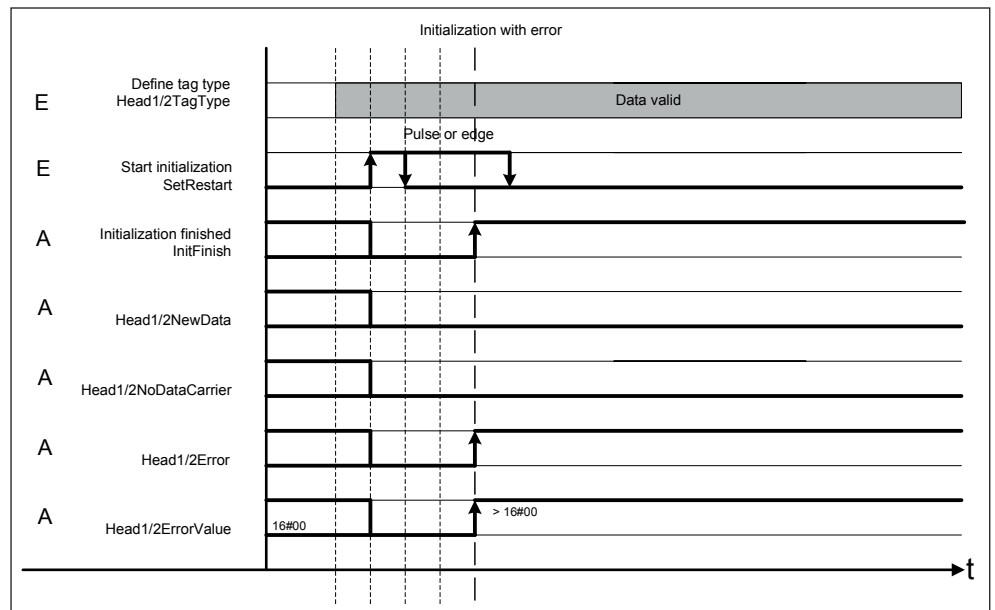 Initialization with error
E
Define tag type
Head1/2TagType
Data valid
Pulse or edge
E
Start initialization
SetRestart
A
Initialization finished
InitFinish
A
Head1/2NewData
A
Head1/2NoDataCarrier
A
Head1/2Error
A
Head1/2ErrorValue
16#00
> 16#00
t